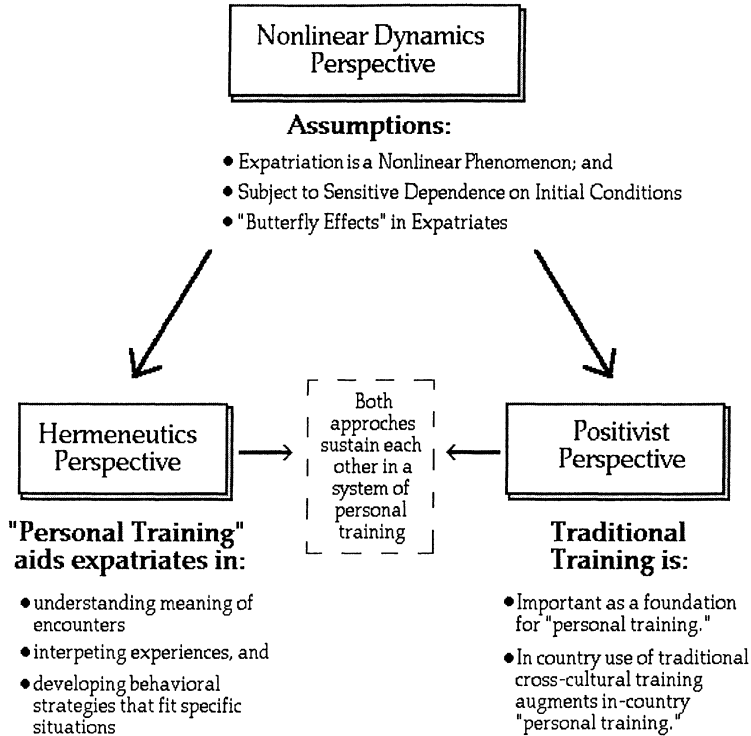 Nonlinear Dynamics
Perspective
Assumptions:
● Expatriation is a Nonlinear Phenomenon; and
● Subject to Sensitive Dependence on Initial Conditions
● "Butterfly Effects" in Expatriates
Hermeneutics
Perspective
Both
approches
sustain each
other in a
system of
personal
training
Positivist
Perspective
"Personal Training"
aids expatriates in:
● understanding meaning of
encounters
● interpeting experiences, and
● developing behavioral
strategies that fit specific
situations
Traditional
Training is:
● Important as a foundation
for "personal training."
● In country use of traditional
cross-cultural training
augments in-country
"personal training."